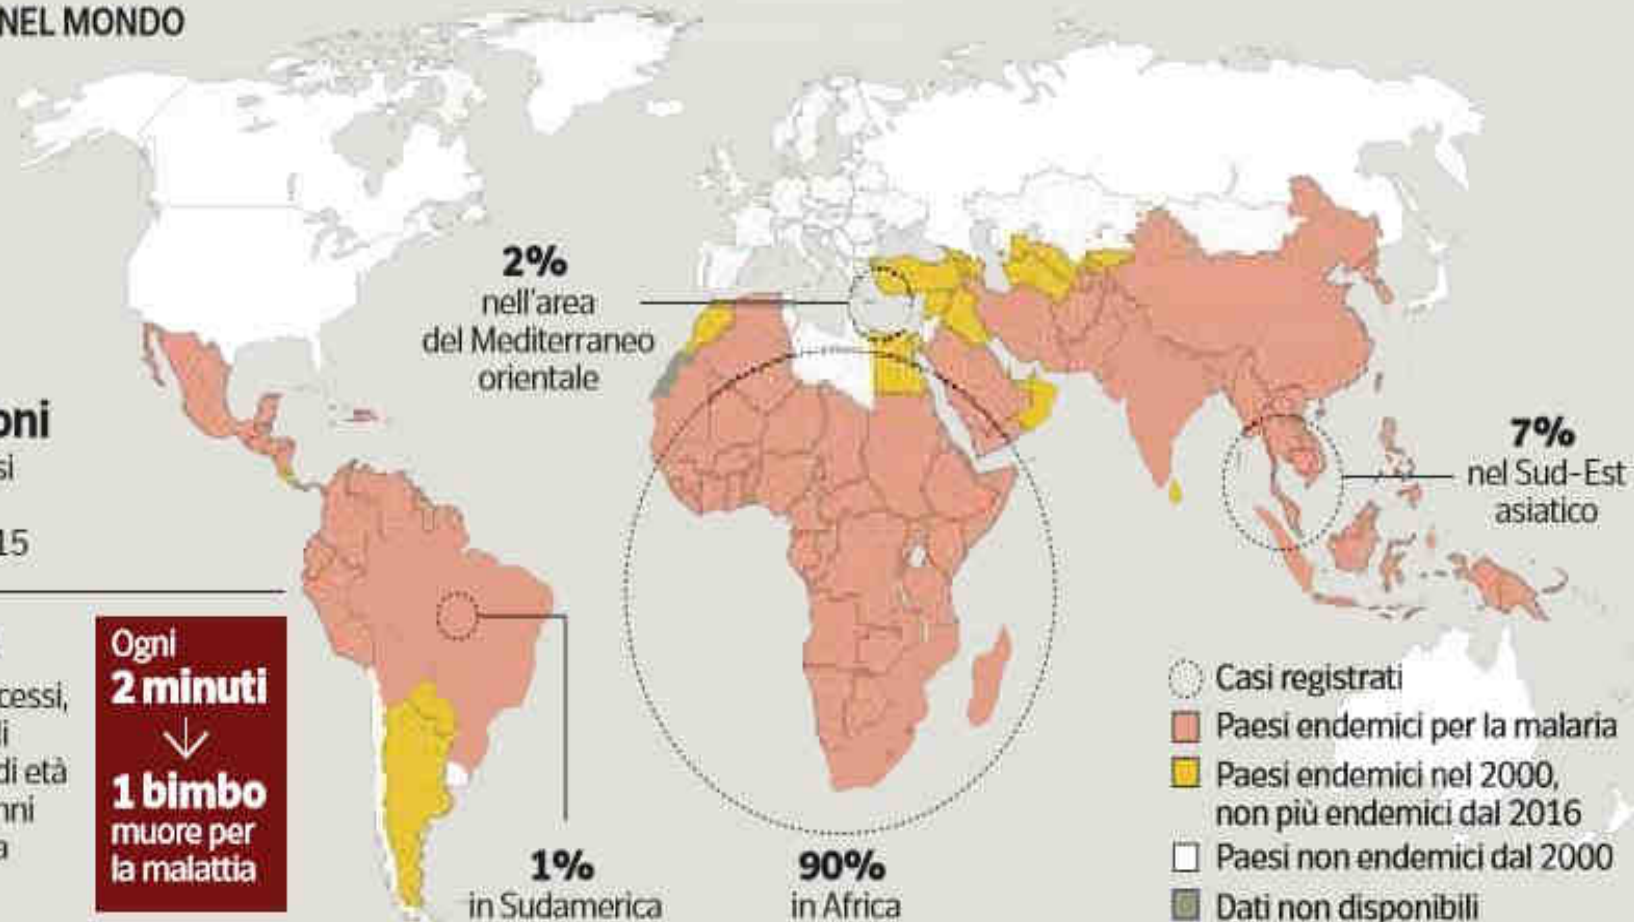 NEL MONDO
2%
nell'area
del Mediterraneo
orientale
oni
si
15
7%
nel Sud-Est
asiatico
Ogni
2 minuti
1 bimbo
muore per
la malattia
cessi,
di età
nni
a
1%
in Sudamerica
90%
in Africa
Casi registrati
Paesi endemici per la malaria
Paesi endemici nel 2000,
non più endemici dal 2016
Paesi non endemici dal 2000
Dati non disponibili